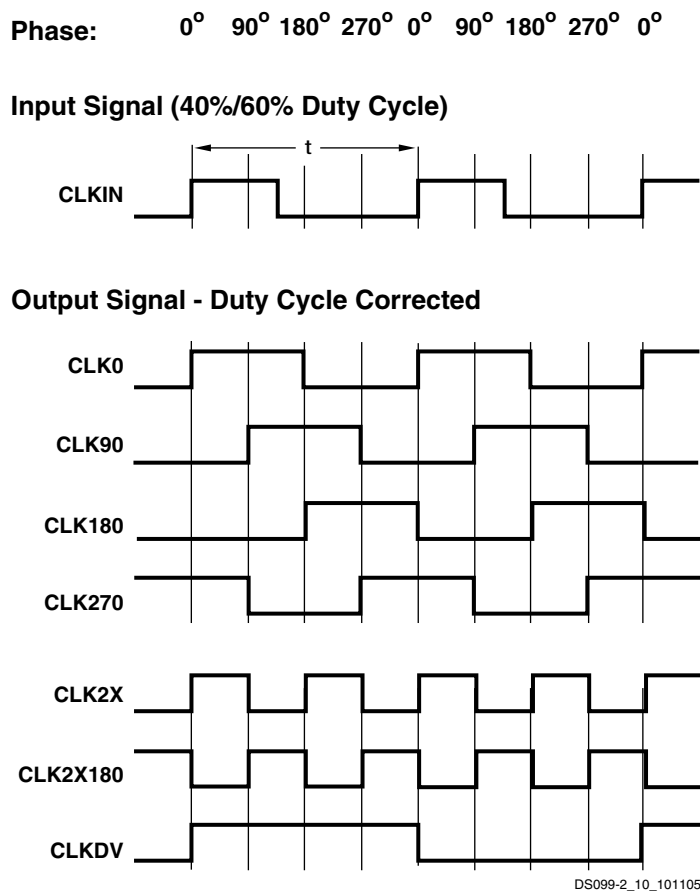 Phase: 0° 90° 180° 270° 0° 90° 180° 270° 0°
Input Signal (40%/60% Duty Cycle)
t
CLKIN
Output Signal - Duty Cycle Corrected
CLK0
CLK90
CLK180
CLK270
CLK2X
CLK2X180
CLKDV
DS099-2_10_101105